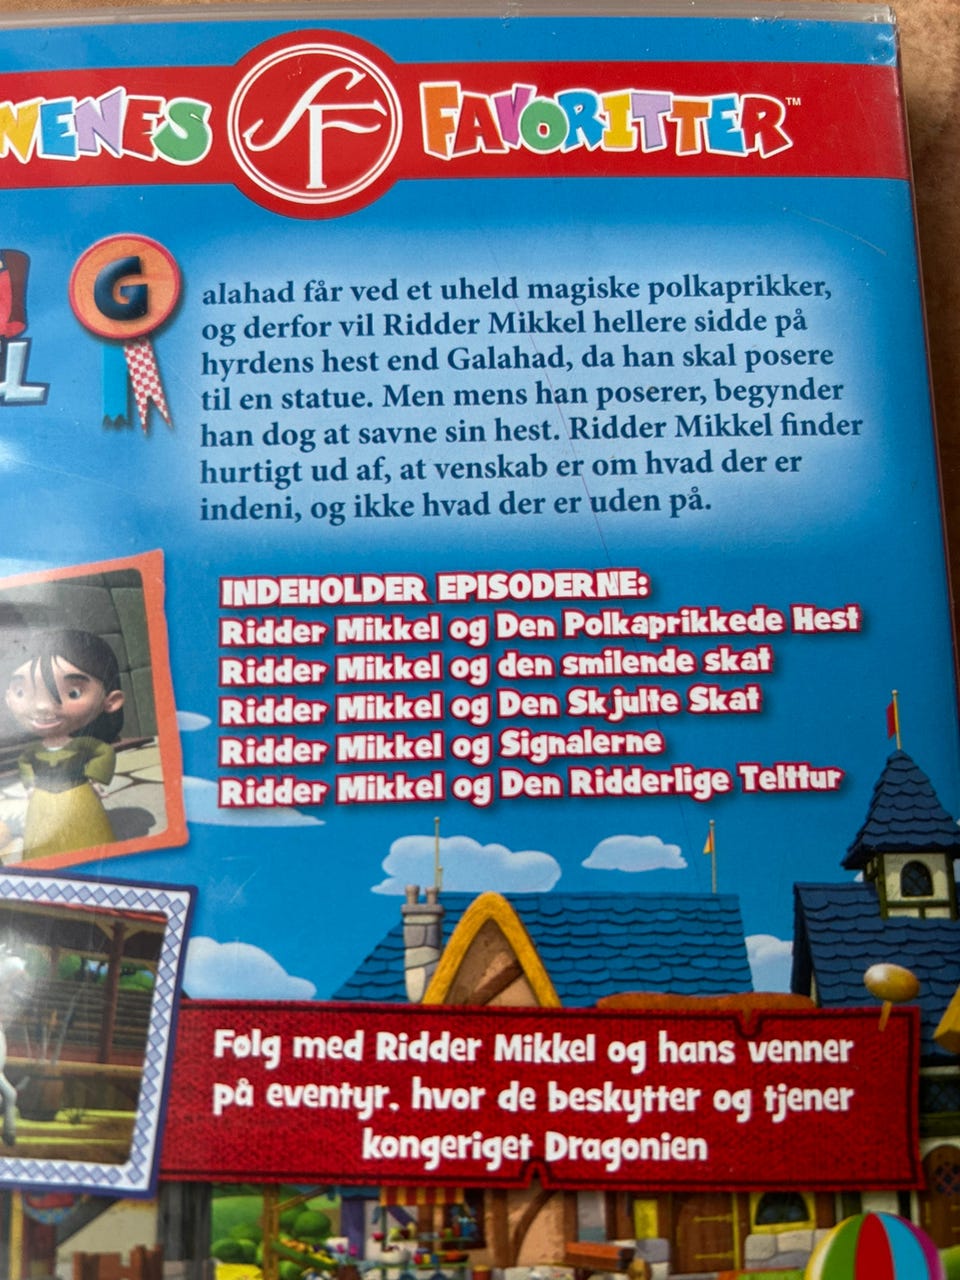 NENES SF FAVORITTER™
Galahad får ved et uheld magiske polkaprikker,
og derfor vil Ridder Mikkel hellere sidde på
hyrdens hest end Galahad, da han skal posere
til en statue. Men mens han poserer, begynder
han dog at savne sin hest. Ridder Mikkel finder
hurtigt ud af, at venskab er om hvad der er
indeni, og ikke hvad der er uden på.
INDEHOLDER EPISODERNE:
Ridder Mikkel og Den Polkaprikkede Hest
Ridder Mikkel og den smilende skat
Ridder Mikkel og Den Skjulte Skat
Ridder Mikkel og Signalerne
Ridder Mikkel og Den Ridderlige Telttur
Følg med Ridder Mikkel og hans venner
på eventyr, hvor de beskytter og tjener
kongeriget Dragonien